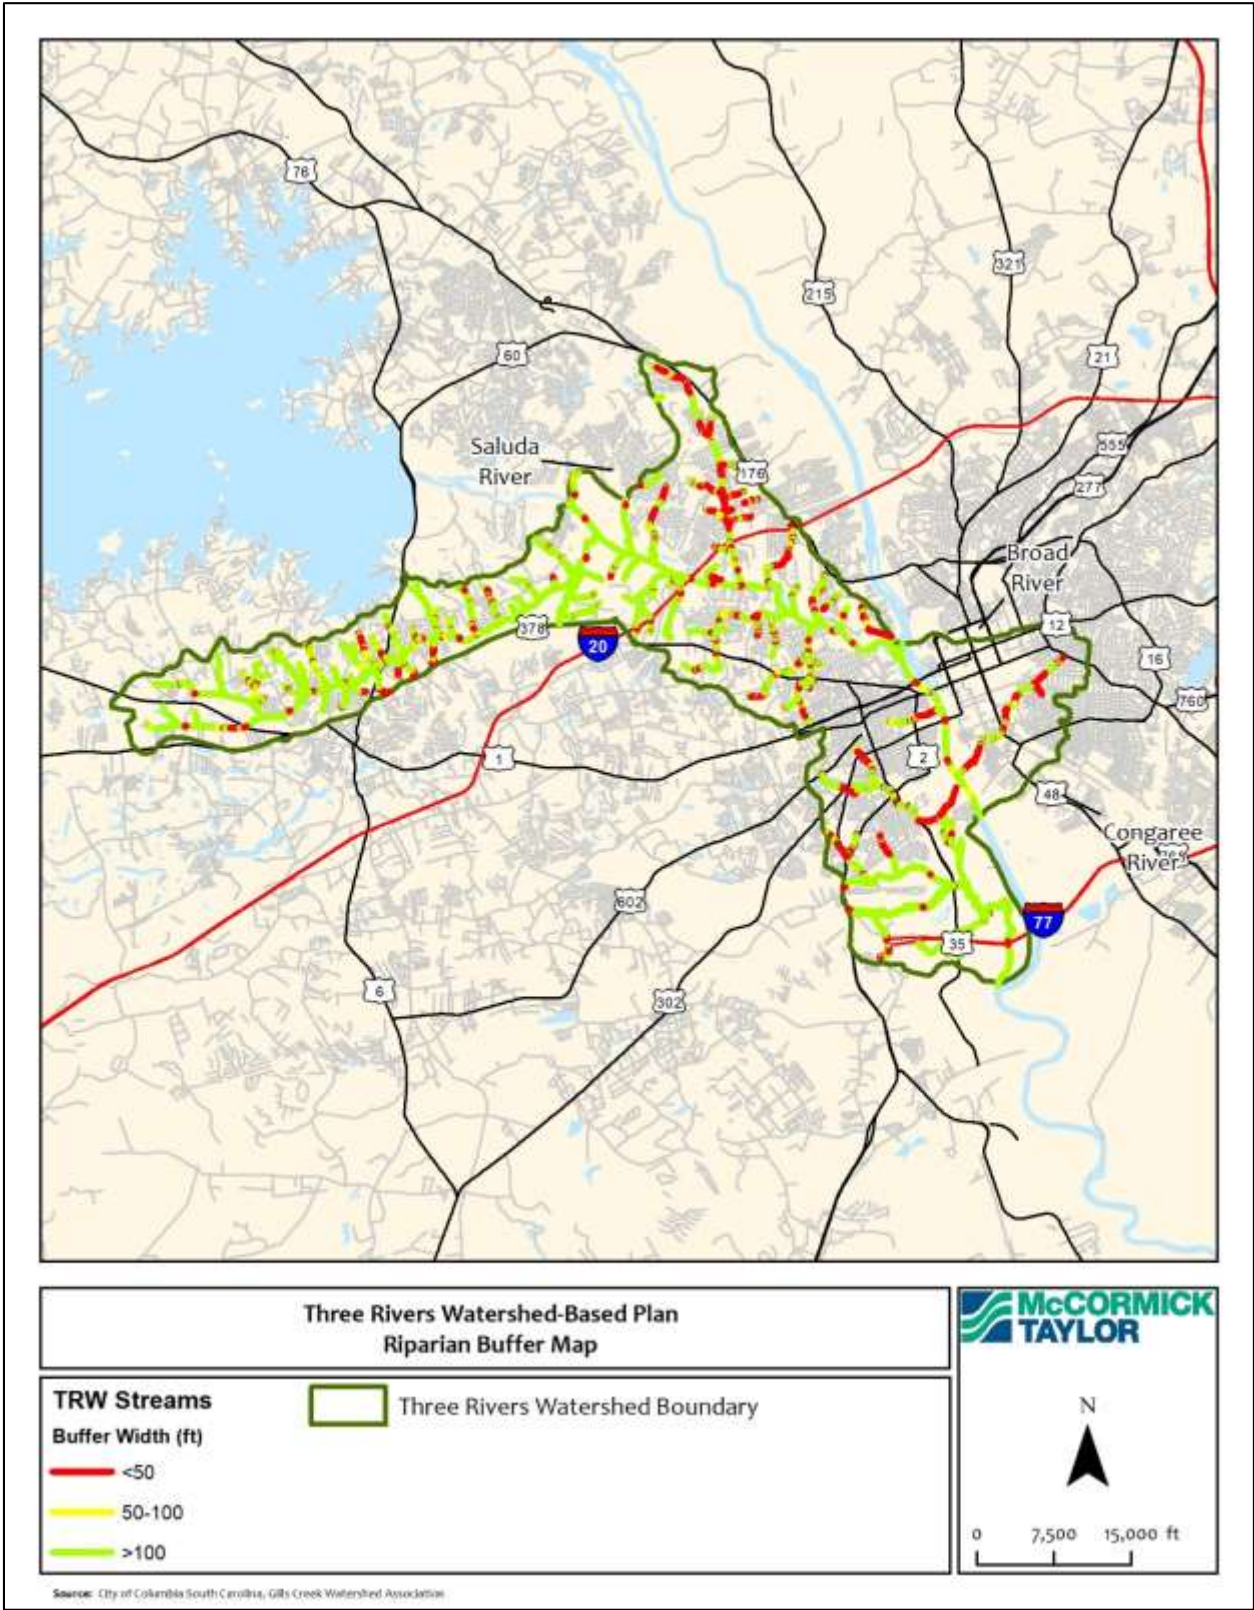 76
321
215
60
21
Saluda
River
176
555
277
Broad
River
378
20
12
16
760
1
2
48
Congaree
River
602
77
35
6
302
Three Rivers Watershed-Based Plan
Riparian Buffer Map
McCORMICK
TAYLOR
TRW Streams
Three Rivers Watershed Boundary
Buffer Width (ft)
<50
50-100
>100
N
0 7,500 15,000 ft
Source: City of Columbia South Carolina, Gills Creek Watershed Association